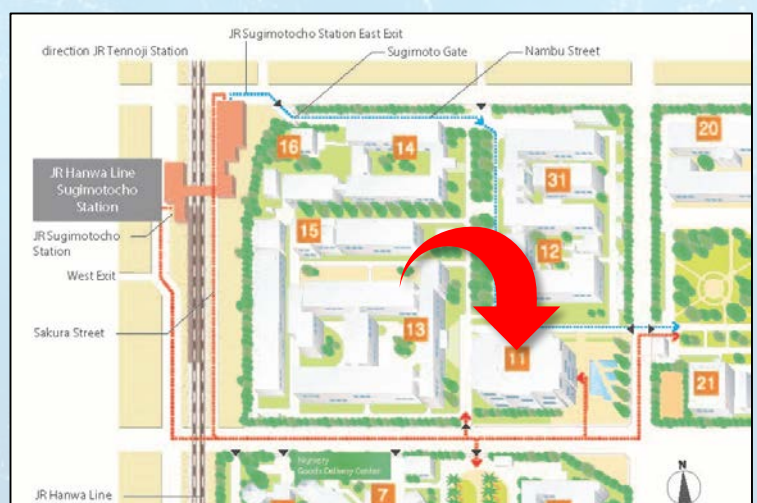 JR Sugimotocho Station East Exit
direction JR Tennoji Station
Sugimoto Gate
Nambu Street
20
16
14
JR Hanwa Line
Sugimotocho
Station
31
15
12
JR Sugimotocho
Station
West Exit
Sakura Street
13
11
21
Nursery
Goods Delivery Center
N
7
JR Hanwa Line